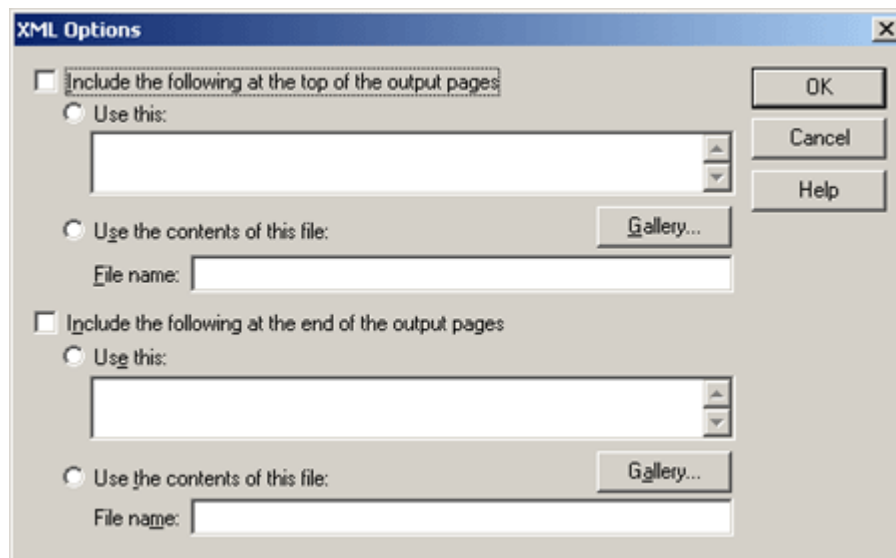 XML Options
Include the following at the top of the output pages
OK
Use this:
Cancel
Help
Use the contents of this file:
Gallery...
File name:
Include the following at the end of the output pages
Use this:
Use the contents of this file:
Gallery...
File name: